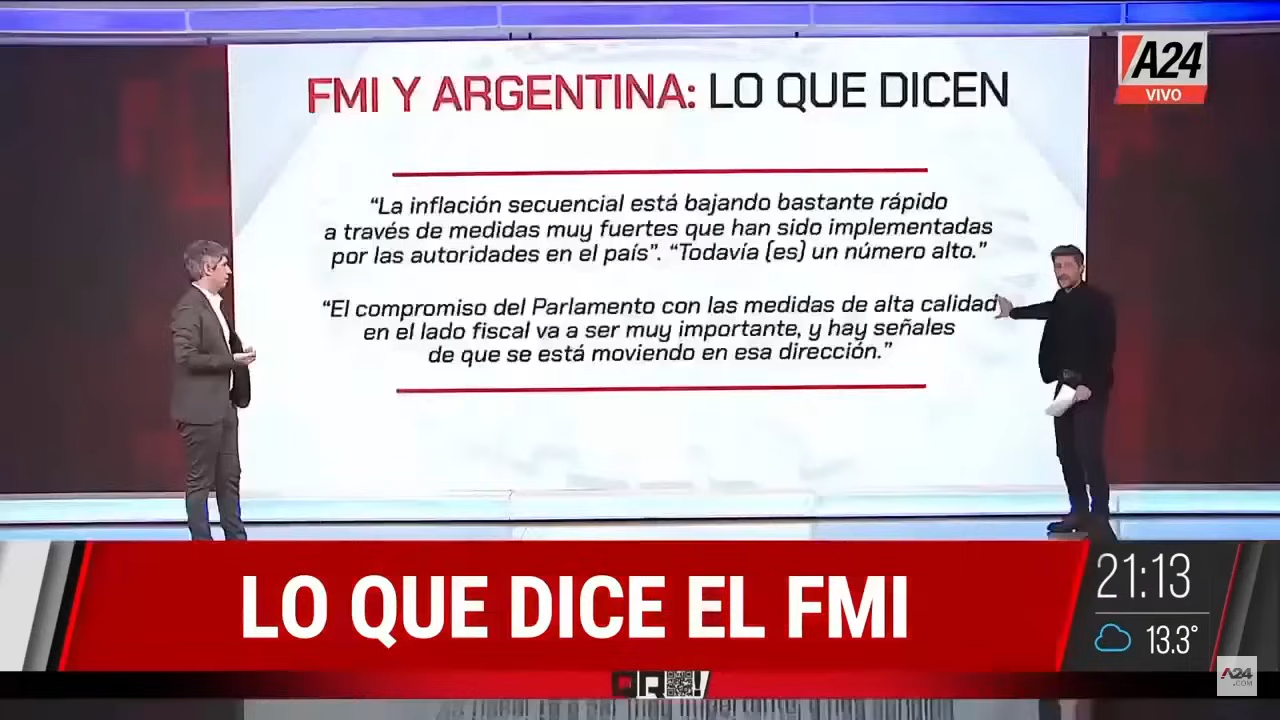 FMI Y ARGENTINA: LO QUE DICEN
A24
VIVO
“La inflación secuencial está bajando bastante rápido
a través de medidas muy fuertes que han sido implementadas
por las autoridades en el país”. “Todavía (es) un número alto.”
“El compromiso del Parlamento con las medidas de alta calidad
en el lado fiscal va a ser muy importante, y hay señales
de que se está moviendo en esa dirección.”
LO QUE DICE EL FMI
21:13
13.3°
A24
.COM